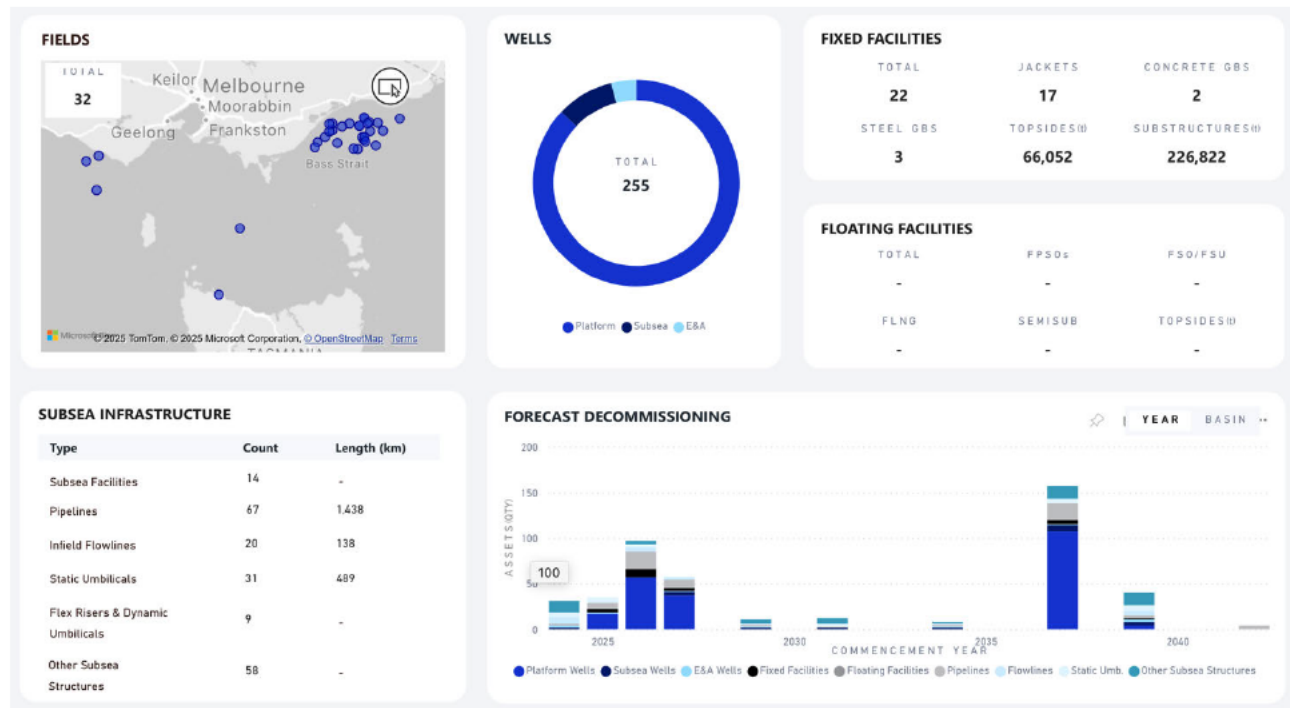 FIELDS
TOTAL
32
Keilor
Melbourne
Moorabbin
Geelong
Frankston
Bass Strait
© 2025 TomTom, © 2025 Microsoft Corporation, © OpenStreetMap Terms
TASMANIA
WELLS
TOTAL
255
Platform Subsea E&A
FIXED FACILITIES
TOTAL JACKETS CONCRETE GBS
22 17 2
STEEL GBS TOPSIDES(t) SUBSTRUCTURES(t)
3 66,052 226,822
FLOATING FACILITIES
TOTAL FPSOs FSO/FSU
- - -
FLNG SEMISUB TOPSIDES(t)
- - -
SUBSEA INFRASTRUCTURE
Type Count Length (km)
Subsea Facilities 14 -
Pipelines 67 1,438
Infield Flowlines 20 138
Static Umbilicals 31 489
Flex Risers & Dynamic
Umbilicals 9 -
Other Subsea
Structures 58 -
FORECAST DECOMMISSIONING
YEAR BASIN
200
150
100
50
0
100
ASSETS (QTY)
2025 2030 2035 2040
COMMENCEMENT YEAR
Platform Wells Subsea Wells E&A Wells Fixed Facilities Floating Facilities Pipelines Flowlines Static Umb. Other Subsea Structures